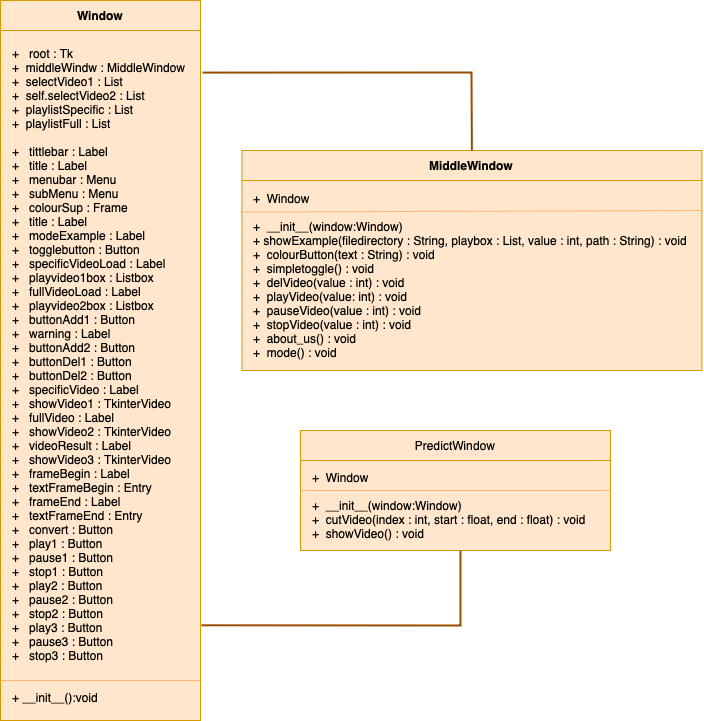 Window
+ root : Tk
+ middleWindw : MiddleWindow
+ selectVideo1 : List
+ self.selectVideo2 : List
+ playlistSpecific : List
+ playlistFull : List
+ tittlebar : Label
+ title : Label
+ menubar : Menu
+ subMenu : Menu
+ colourSup : Frame
+ title : Label
+ modeExample : Label
+ togglebutton : Button
+ specificVideoLoad : Label
+ playvideo1box : Listbox
+ fullVideoLoad : Label
+ playvideo2box : Listbox
+ buttonAdd1 : Button
+ warning : Label
+ buttonAdd2 : Button
+ buttonDel1 : Button
+ buttonDel2 : Button
+ specificVideo : Label
+ showVideo1 : TkinterVideo
+ fullVideo : Label
+ showVideo2 : TkinterVideo
+ videoResult : Label
+ showVideo3 : TkinterVideo
+ frameBegin : Label
+ textFrameBegin : Entry
+ frameEnd : Label
+ textFrameEnd : Entry
+ convert : Button
+ play1 : Button
+ pause1 : Button
+ stop1 : Button
+ play2 : Button
+ pause2 : Button
+ stop2 : Button
+ play3 : Button
+ pause3 : Button
+ stop3 : Button
+ __init__():void
MiddleWindow
+ Window
+ __init__(window:Window)
+ showExample(filedirectory : String, playbox : List, value : int, path : String) : void
+ colourButton(text : String) : void
+ simpletoggle() : void
+ delVideo(value : int) : void
+ playVideo(value: int) : void
+ pauseVideo(value : int) : void
+ stopVideo(value : int) : void
+ about_us() : void
+ mode() : void
PredictWindow
+ Window
+ __init__(window:Window)
+ cutVideo(index : int, start : float, end : float) : void
+ showVideo() : void